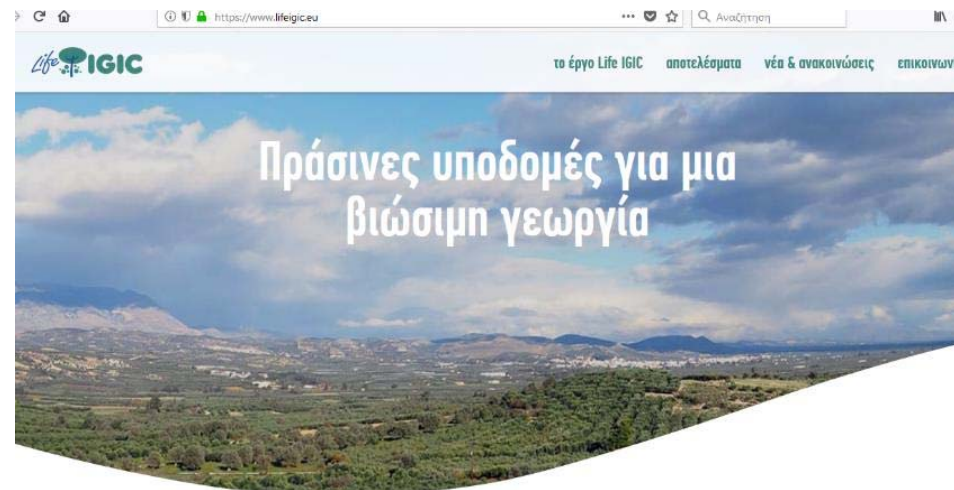 https://www.lifeigic.eu
Αναζήτηση
Life IGIC
το έργο Life IGIC αποτελέσματα νέα & ανακοινώσεις επικοινων
Πράσινες υποδομές για μια
βιώσιμη γεωργία